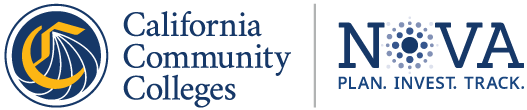 California
Community
Colleges
NOVA
PLAN. INVEST. TRACK.